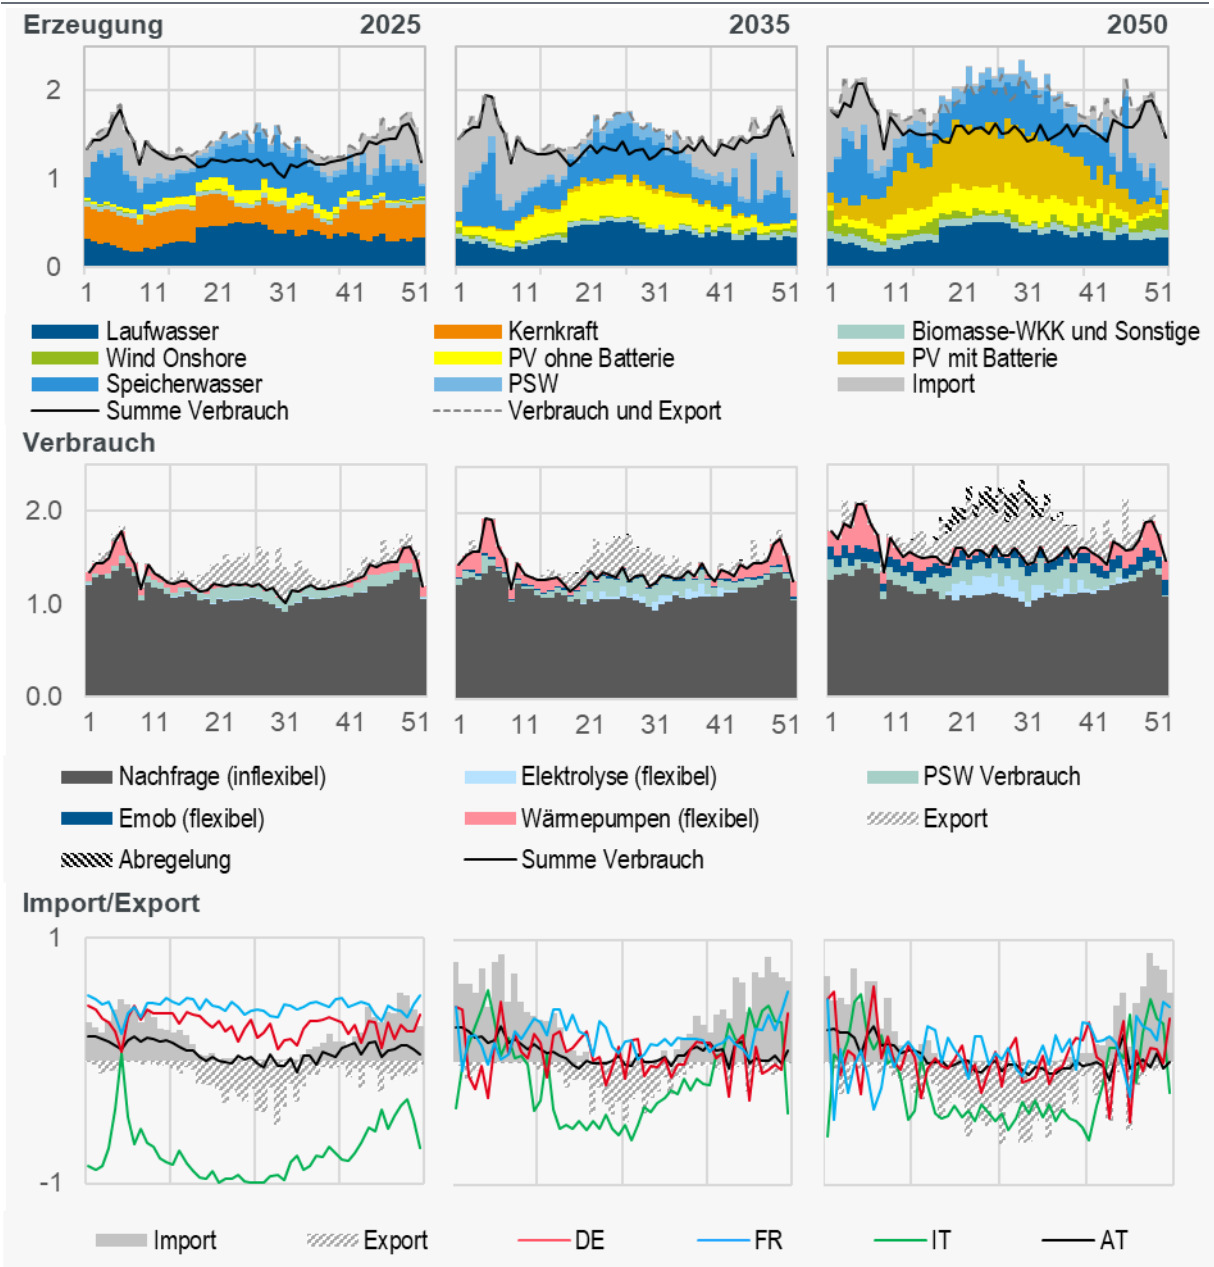 Erzeugung 2025 2035 2050
2
1
0
1 11 21 31 41 51 1 11 21 31 41 51 1 11 21 31 41 51
Laufwasser Kernkraft Biomasse-WKK und Sonstige
Wind Onshore PV ohne Batterie PV mit Batterie
Speicherwasser PSW Import
Summe Verbrauch Verbrauch und Export
Verbrauch
2.0
1.0
0.0
1 11 21 31 41 51 1 11 21 31 41 51 1 11 21 31 41 51
Nachfrage (inflexibel) Elektrolyse (flexibel) PSW Verbrauch
Emob (flexibel) Wärmepumpen (flexibel) Export
Abregelung Summe Verbrauch
Import/Export
1
-1
Import Export DE FR IT AT